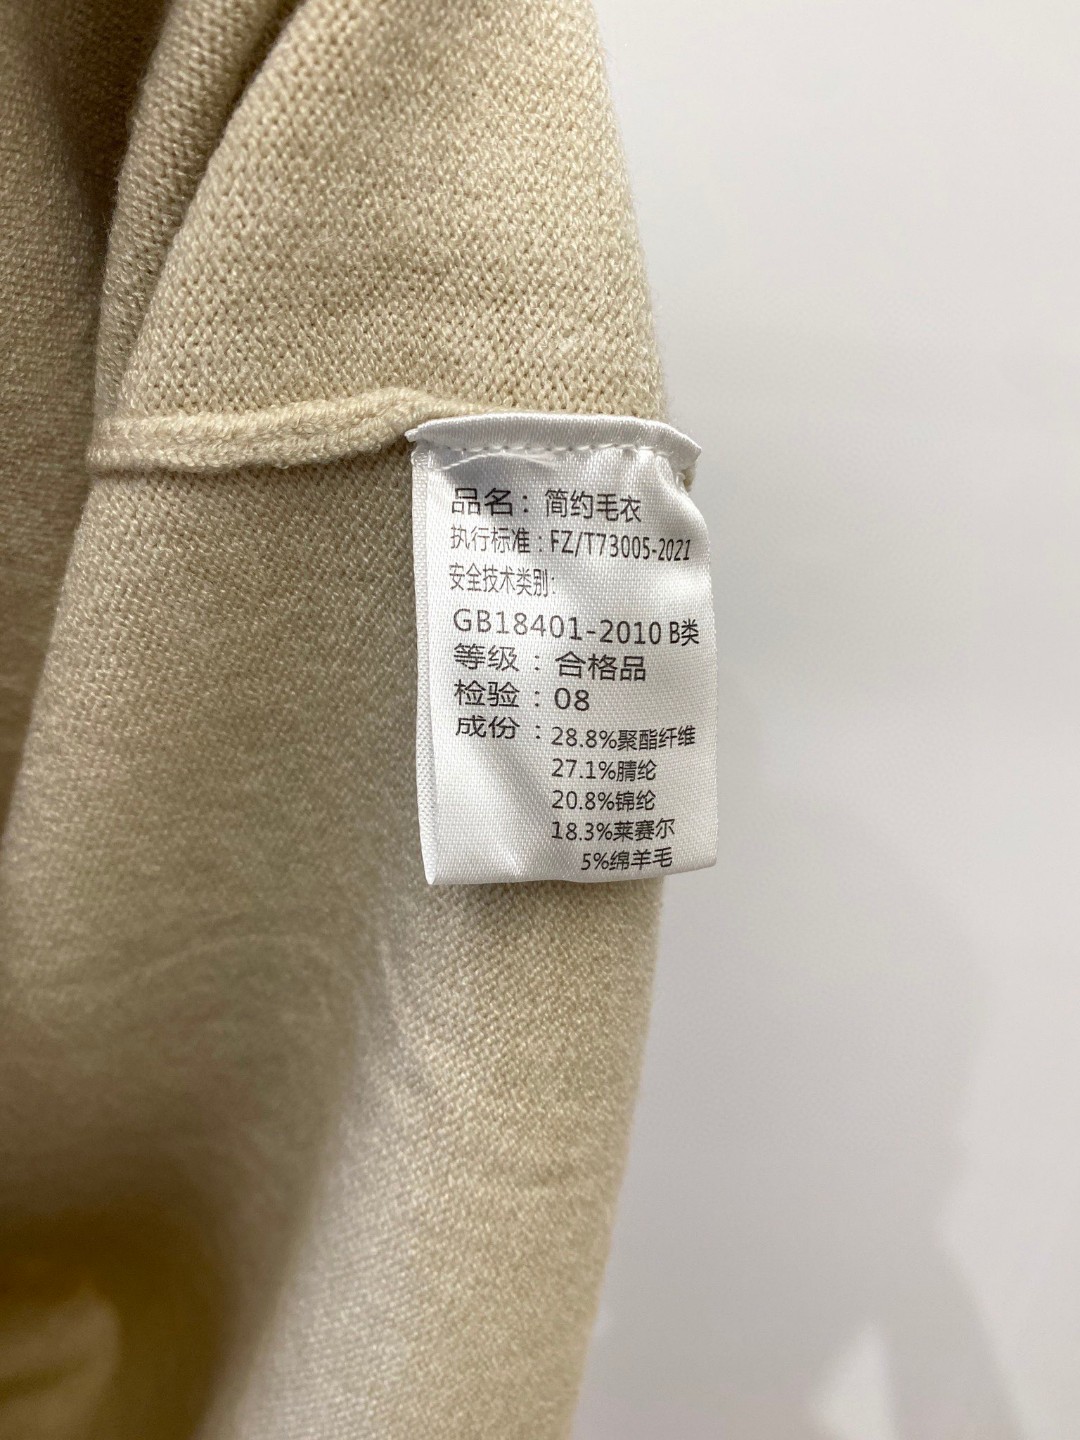 品名：简约毛衣
执行标准：FZ/T73005-2021
安全技术类别：
GB18401-2010 B类
等级：合格品
检验：08
成份：28.8%聚酯纤维
27.1%腈纶
20.8%锦纶
18.3%莱赛尔
5%绵羊毛